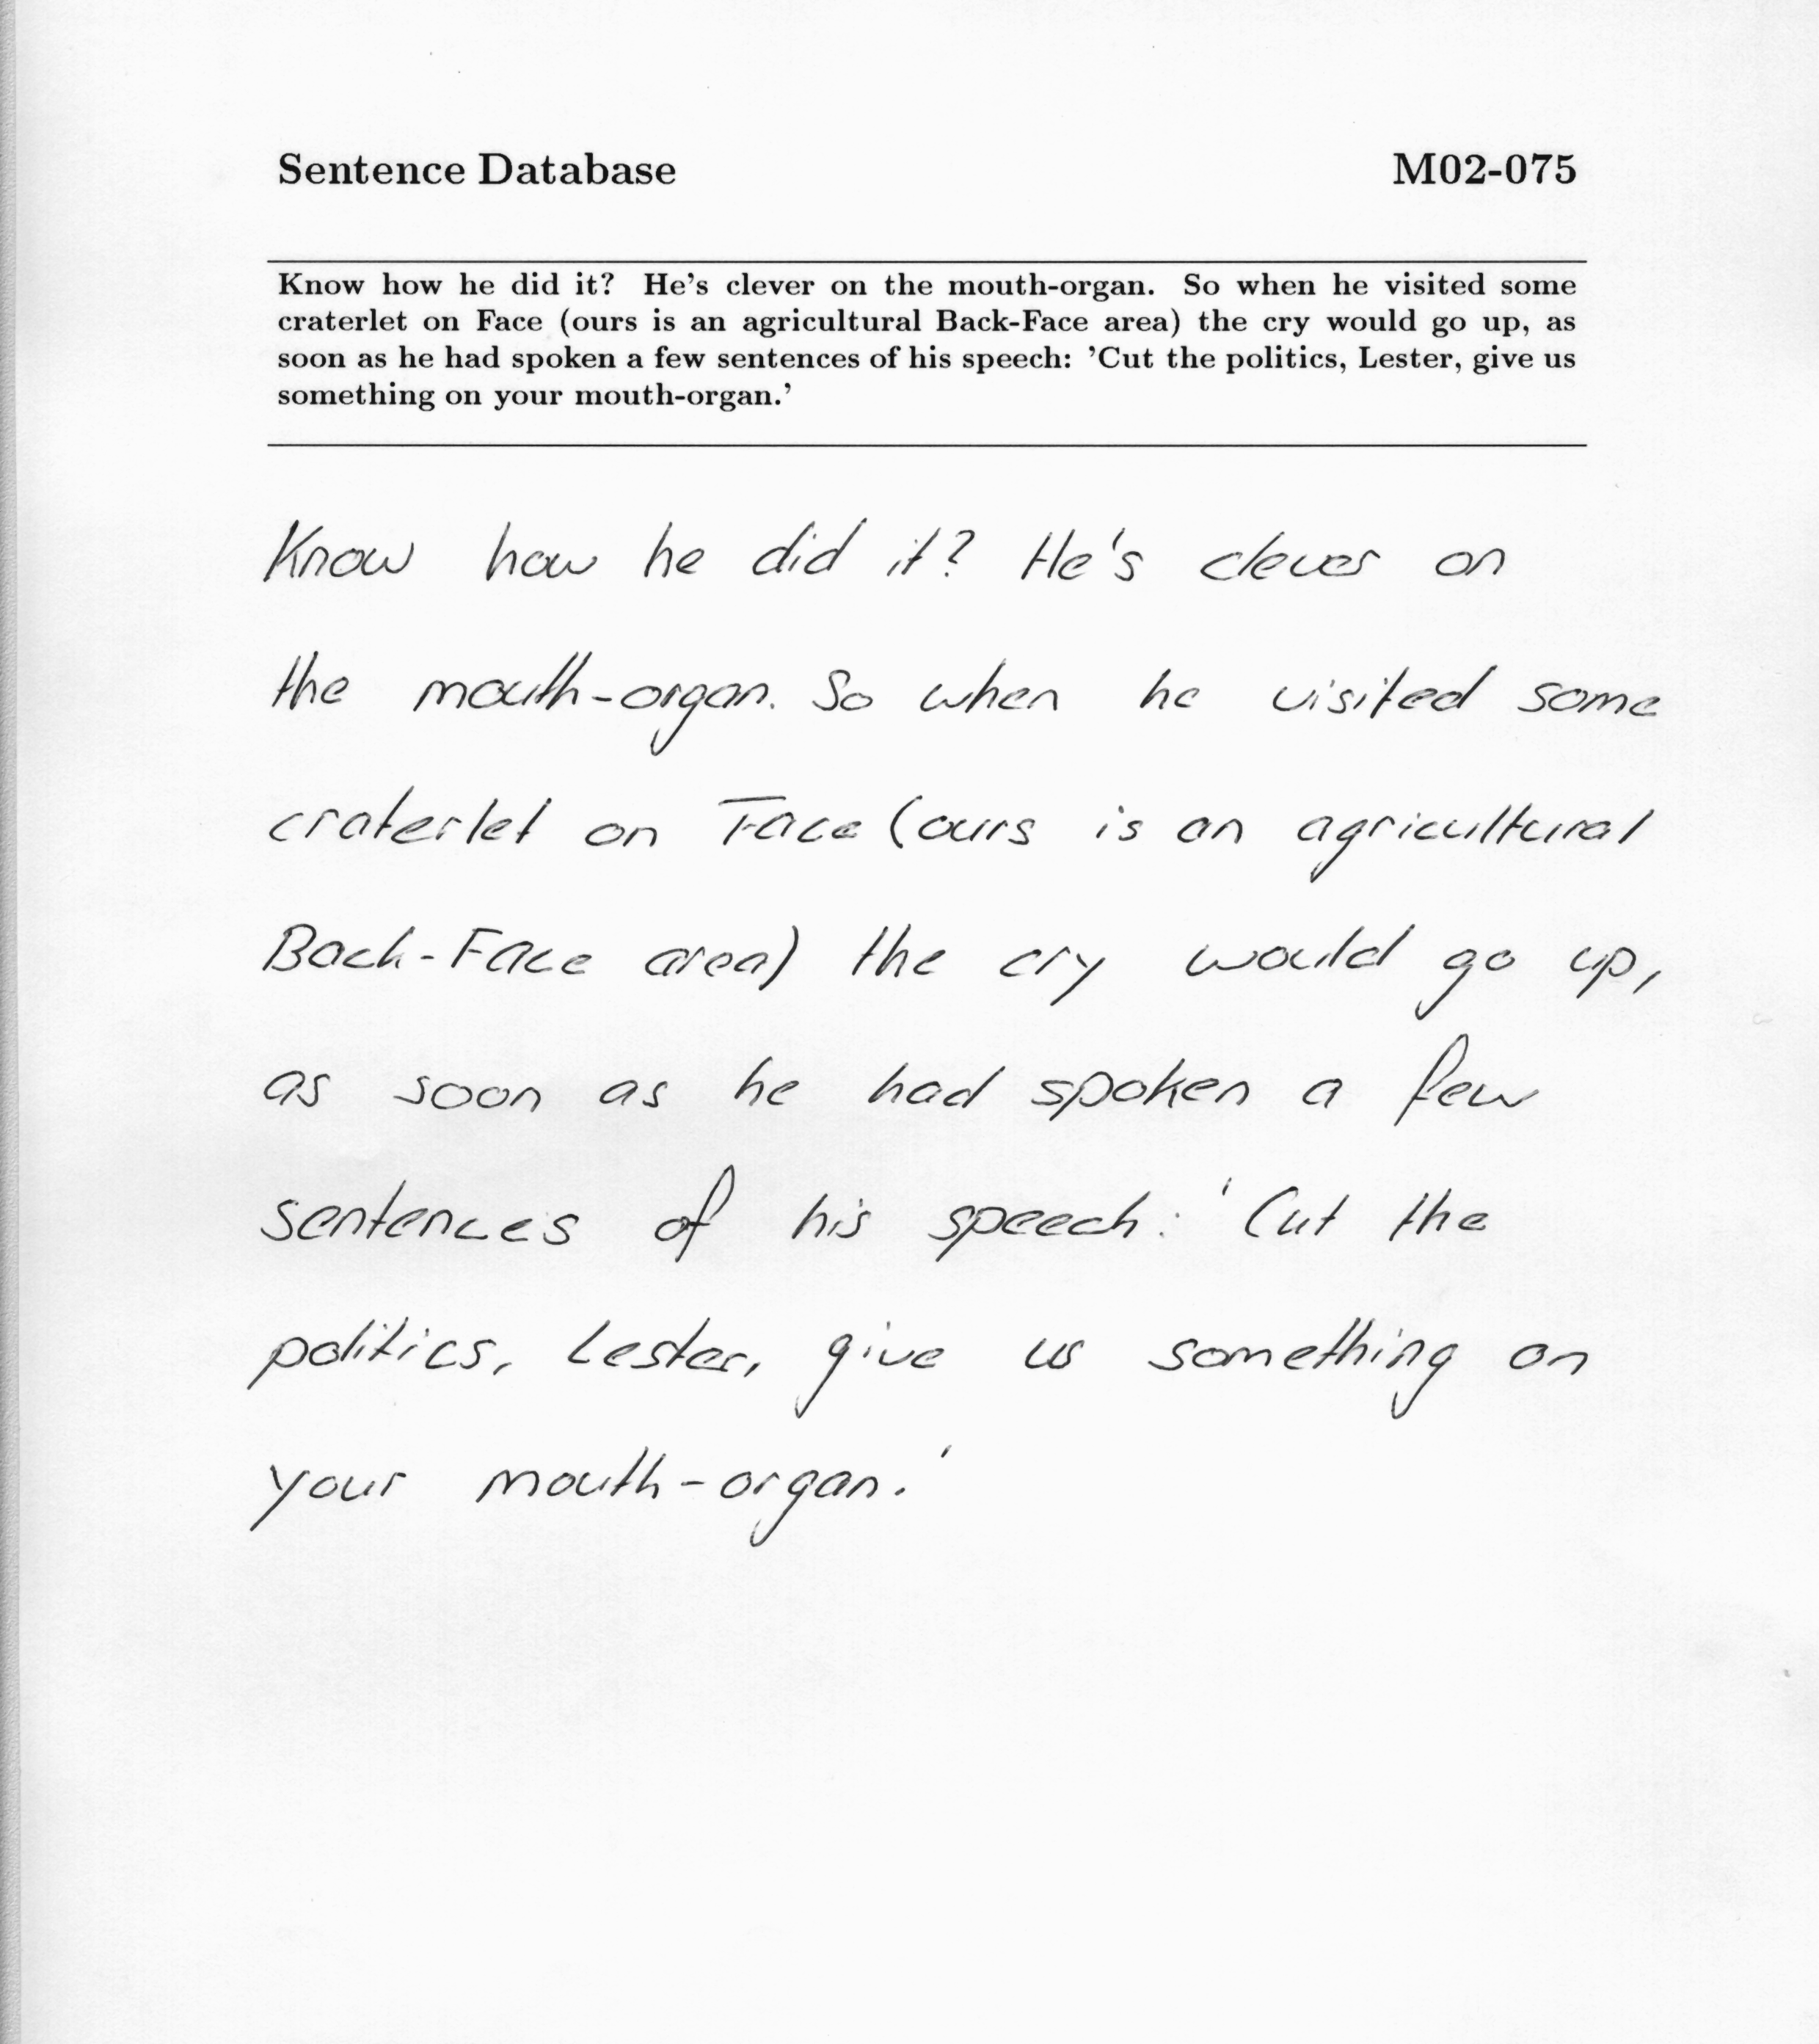 Sentence Database M02-075
Know how he did it? He's clever on the mouth-organ. So when he visited some
craterlet on Face (ours is an agricultural Back-Face area) the cry would go up, as
soon as he had spoken a few sentences of his speech: 'Cut the politics, Lester, give us
something on your mouth-organ.'
Know how he did it? He's clever on
the mouth-organ. So when he visited some
craterlet on Face (ours is an agricultural
Back-Face area) the cry would go up,
as soon as he had spoken a few
sentences of his speech: 'Cut the
politics, Lester, give us something on
your mouth-organ.'